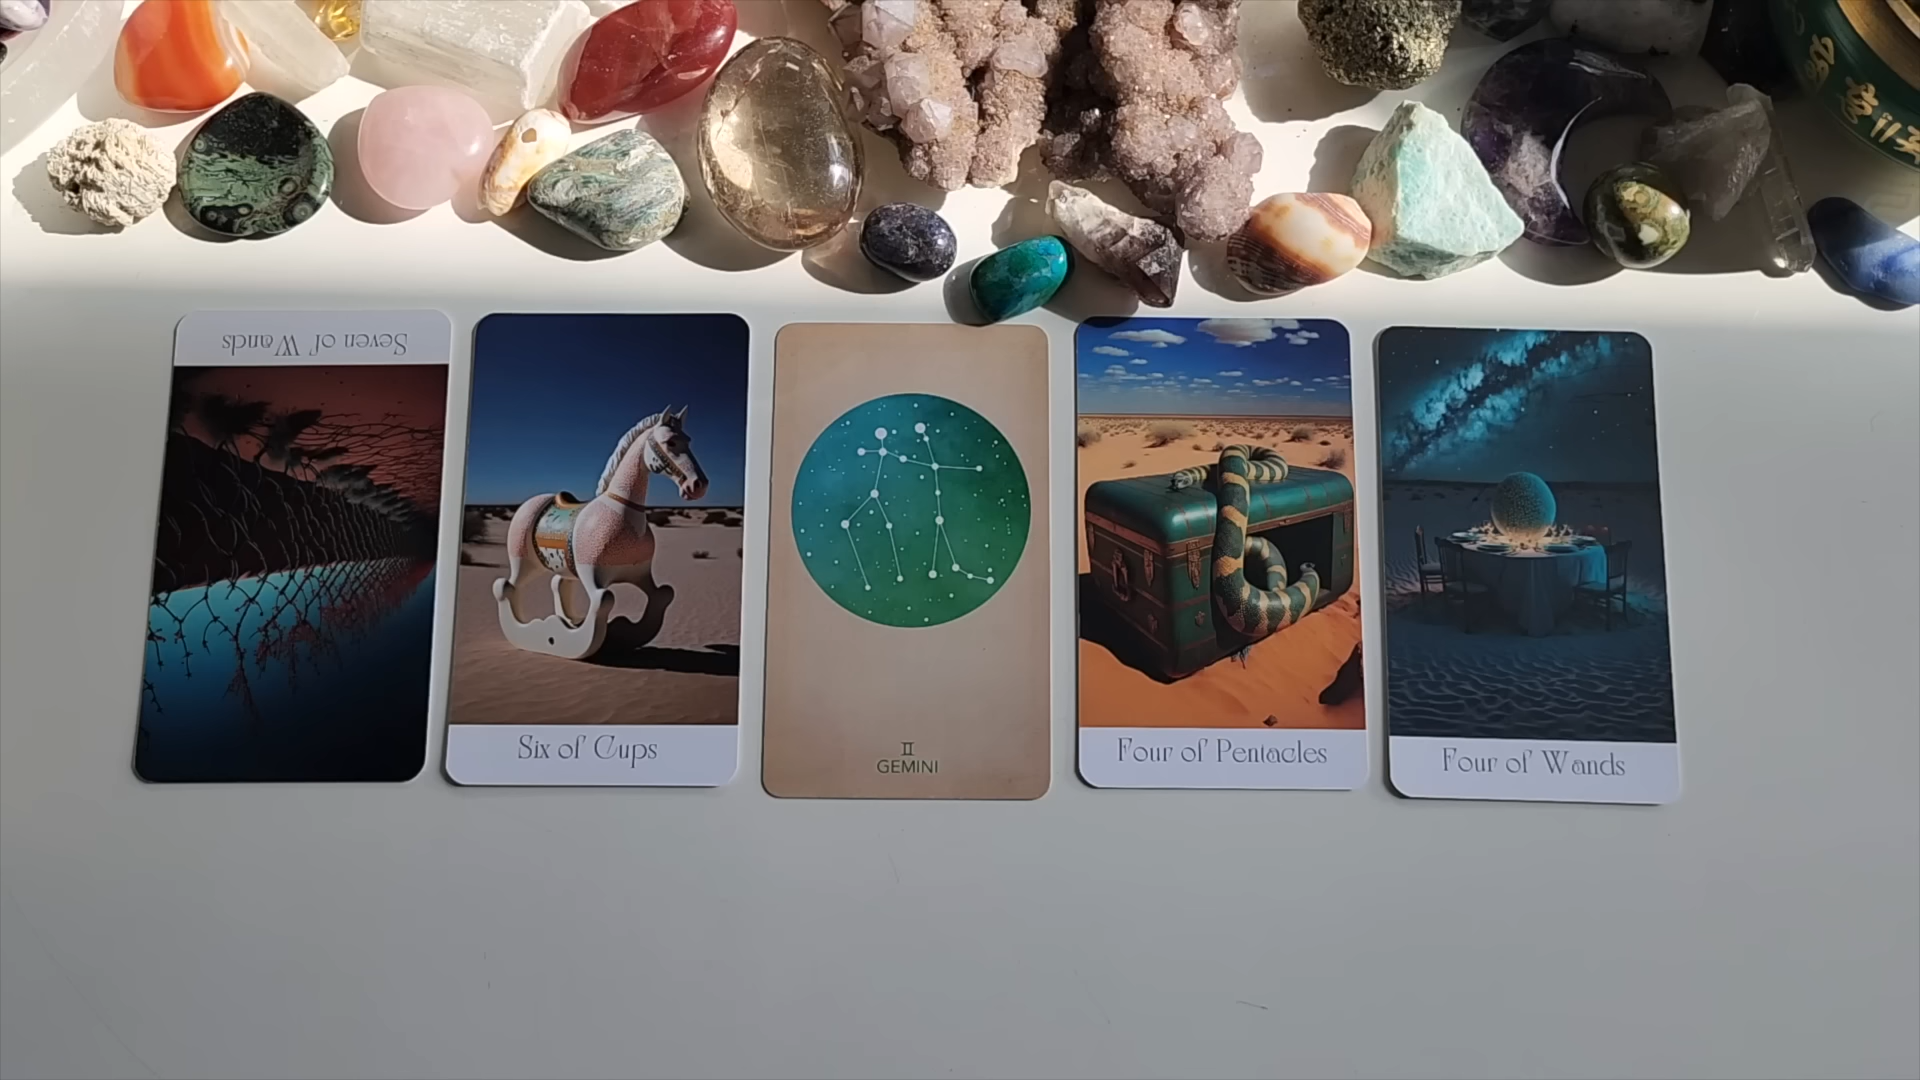 Seven of Wands
Six of Cups
♊
GEMINI
Four of Pentacles
Four of Wands